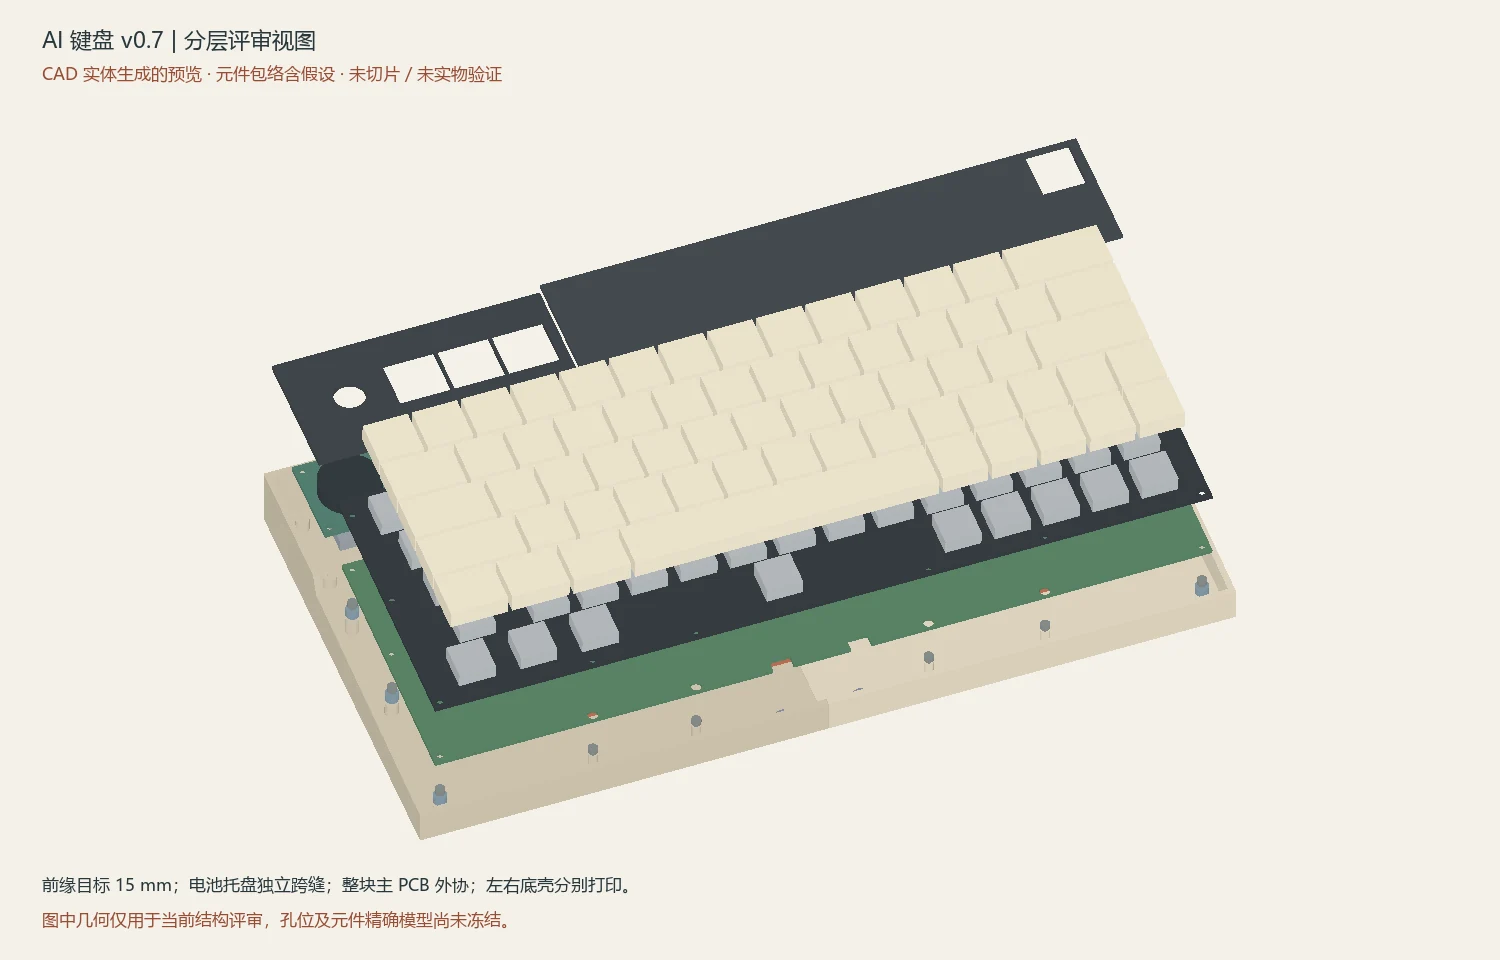 AI 键盘 v0.7 | 分层评审视图
CAD 实体生成的预览 · 元件包络含假设 · 未切片 / 未实物验证
前缘目标 15 mm；电池托盘独立跨缝；整块主 PCB 外协；左右底壳分别打印。
图中几何仅用于当前结构评审，孔位及元件精确模型尚未冻结。